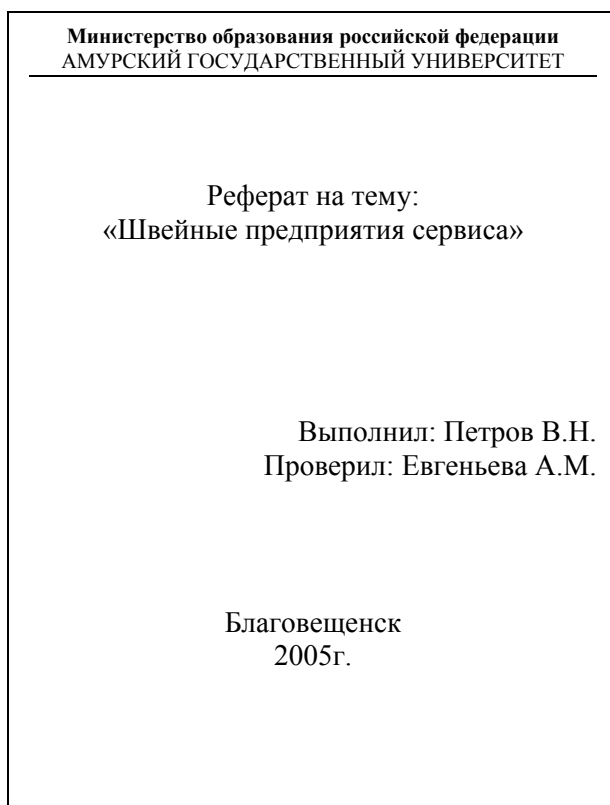 Министерство образования российской федерации
АМУРСКИЙ ГОСУДАРСТВЕННЫЙ УНИВЕРСИТЕТ
Реферат на тему:
«Швейные предприятия сервиса»
Выполнил: Петров В.Н.
Проверил: Евгеньева А.М.
Благовещенск
2005г.